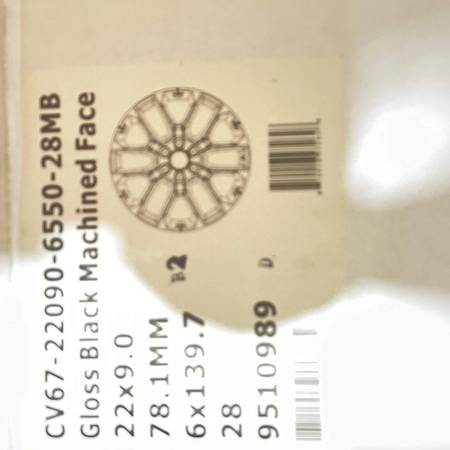 CV67-22090-6550-28MB
Gloss Black Machined Face
22x9.0
78.1MM
6x139.7 B2
28
9510989 D